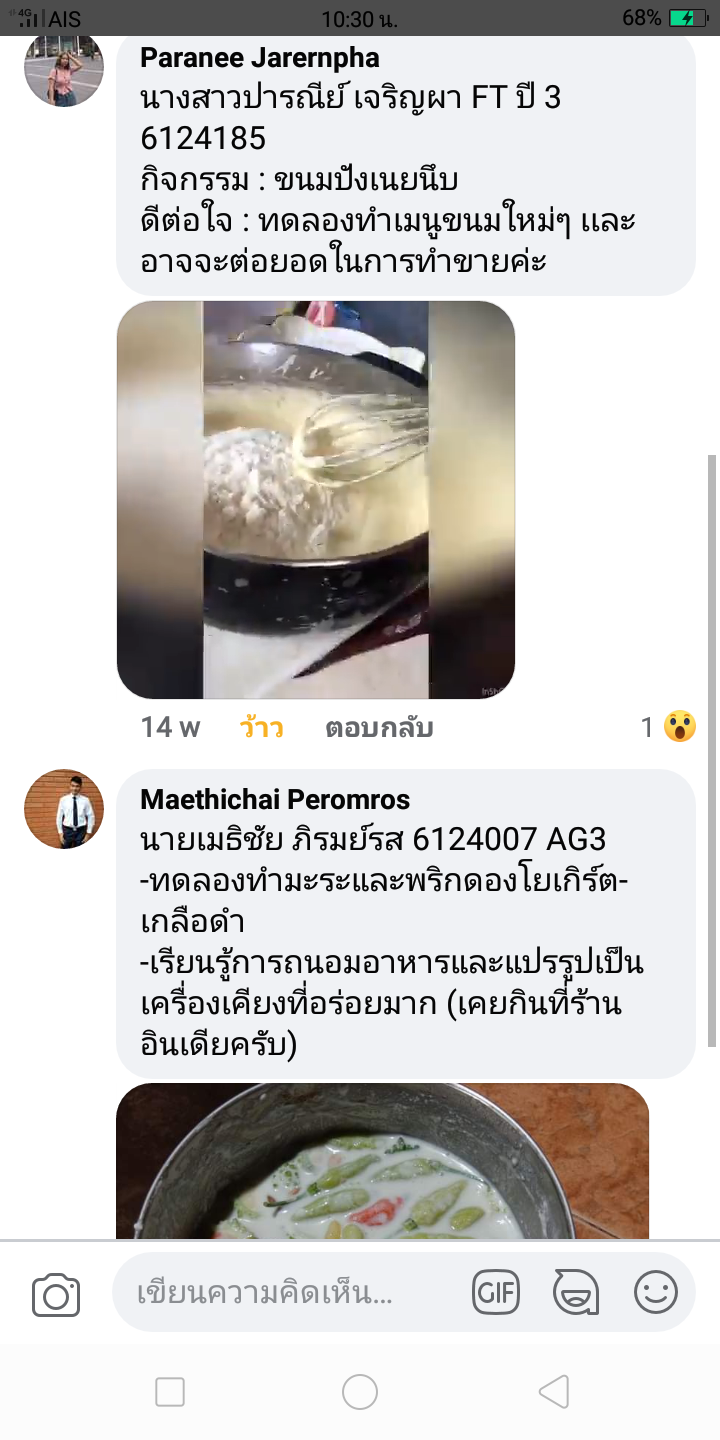 4G AIS 10:30 น. 68%
Paranee Jarernpha
นางสาวปารณีย์ เจริญผา FT ปี 3
6124185
กิจกรรม : ขนมปังเนยนึบ
ดีต่อใจ : ทดลองทำเมนูขนมใหม่ๆ และ
อาจจะต่อยอดในการทำขายค่ะ
14 w ว้าว ตอบกลับ 1
Maethichai Peromros
นายเมธิชัย ภิรมย์รส 6124007 AG3
-ทดลองทำมะระและพริกดองโยเกิร์ต-
เกลือดำ
-เรียนรู้การถนอมอาหารและแปรรูปเป็น
เครื่องเคียงที่อร่อยมาก (เคยกินที่ร้าน
อินเดียครับ)
เขียนความคิดเห็น... GIF